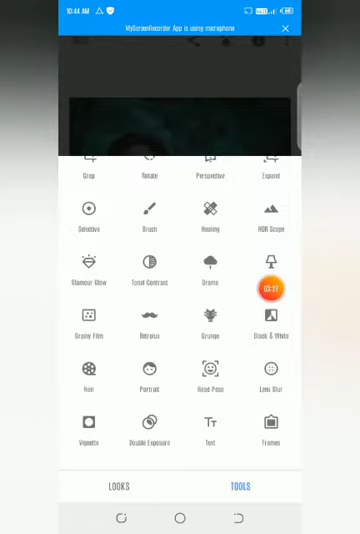 10:44 AM
MyScreenRecorder App is using microphone
Crop Rotate Perspective Expand
Selective Brush Healing HDR Scape
Glamour Glow Tonal Contrast Drama
03:37
Grainy Film Retrolux Grunge Black & White
Noir Portrait Head Pose Lens Blur
Vignette Double Exposure Text Frames
LOOKS TOOLS